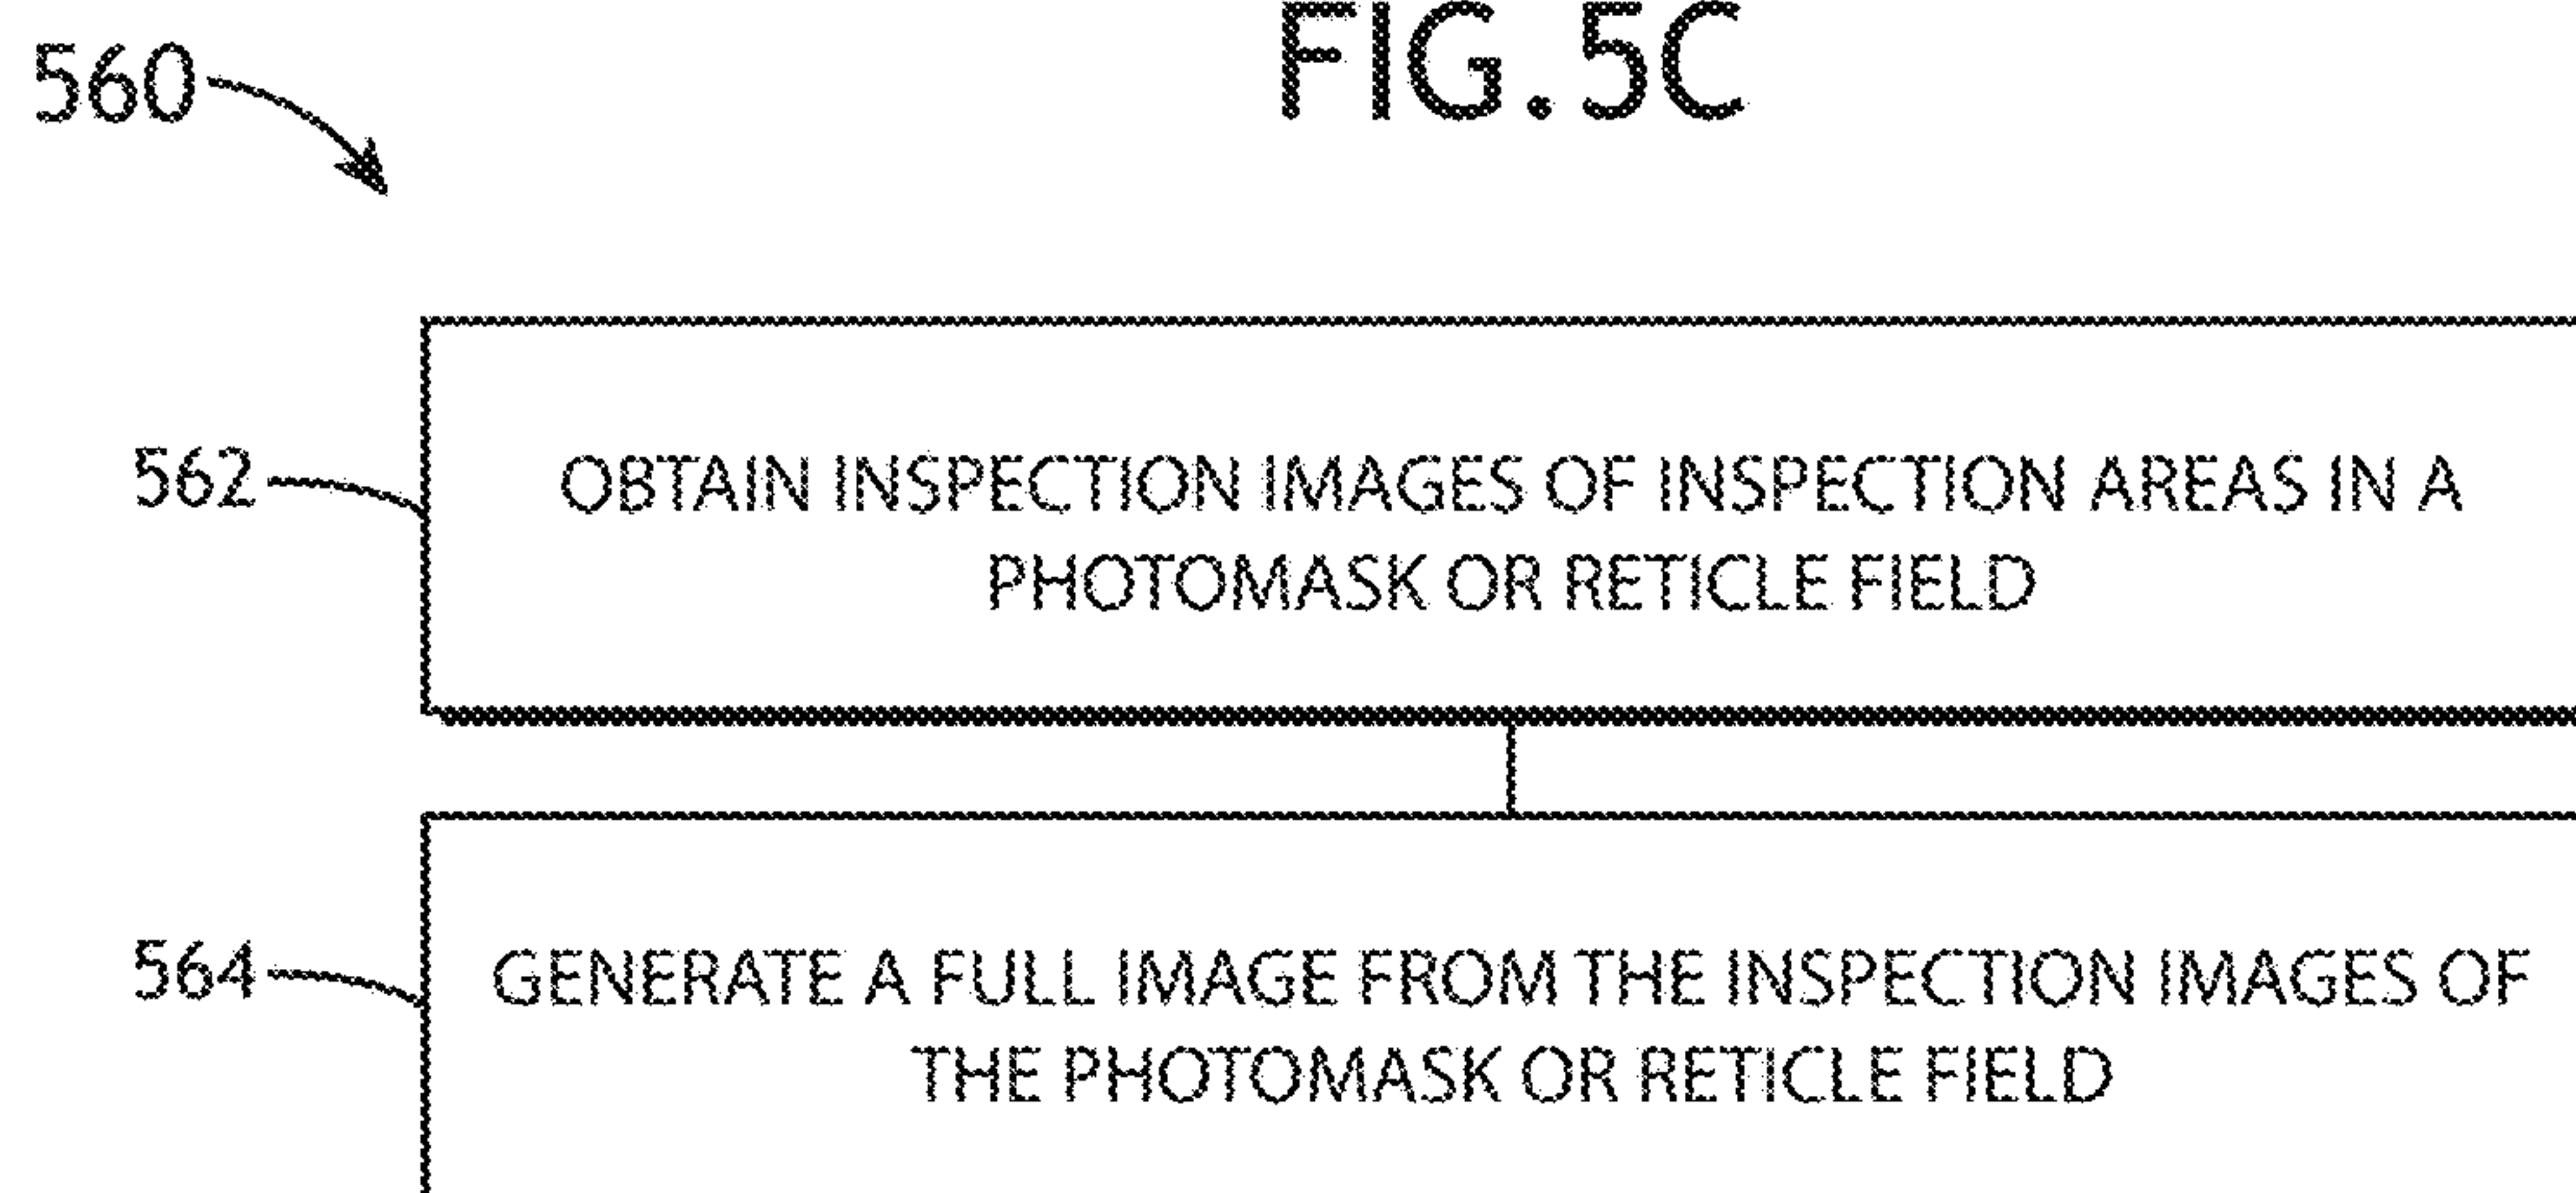 FIG.5C
560
562
OBTAIN INSPECTION IMAGES OF INSPECTION AREAS IN A
PHOTOMASK OR RETICLE FIELD
564
GENERATE A FULL IMAGE FROM THE INSPECTION IMAGES OF
THE PHOTOMASK OR RETICLE FIELD